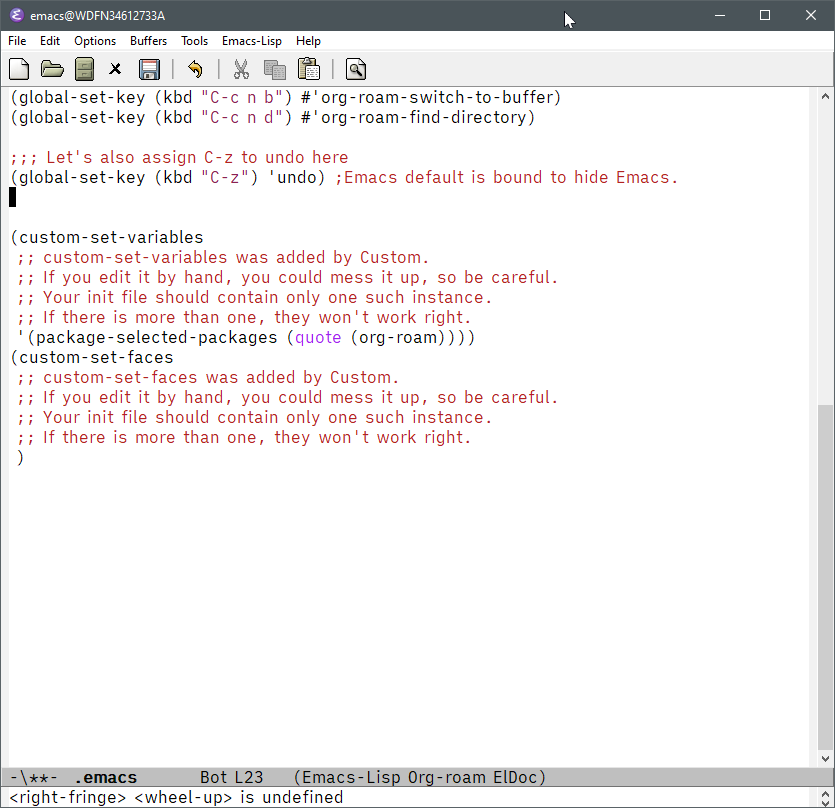 emacs@WDFN34612733A
File Edit Options Buffers Tools Emacs-Lisp Help
(global-set-key (kbd "C-c n b") #'org-roam-switch-to-buffer)
(global-set-key (kbd "C-c n d") #'org-roam-find-directory)
;;; Let's also assign C-z to undo here
(global-set-key (kbd "C-z") 'undo) ;Emacs default is bound to hide Emacs.
(custom-set-variables
 ;; custom-set-variables was added by Custom.
 ;; If you edit it by hand, you could mess it up, so be careful.
 ;; Your init file should contain only one such instance.
 ;; If there is more than one, they won't work right.
 '(package-selected-packages (quote (org-roam))))
(custom-set-faces
 ;; custom-set-faces was added by Custom.
 ;; If you edit it by hand, you could mess it up, so be careful.
 ;; Your init file should contain only one such instance.
 ;; If there is more than one, they won't work right.
 )
-\**- .emacs Bot L23 (Emacs-Lisp Org-roam ElDoc)
<right-fringe> <wheel-up> is undefined